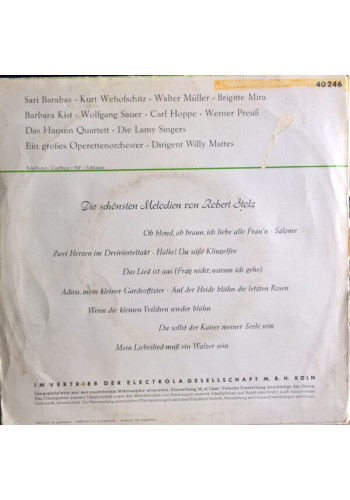 40 246
Sari Barabas · Kurt Wehofschitz · Walter Müller · Brigitte Mira
Barbara Kist · Wolfgang Sauer · Carl Hoppe · Werner Preuß
Das Hansen Quartett · Die Lamy Singers
Ein großes Operettenorchester · Dirigent Willy Mattes
Die schönsten Melodien von Robert Stolz
Ob blond, ob braun, ich liebe alle Frau'n · Salome
Zwei Herzen im Dreivierteltakt · Hallo! Du süße Klingelfee
Das Lied ist aus (Frag nicht, warum ich gehe)
Adieu, mein kleiner Gardeoffizier · Auf der Heide blühn die letzten Rosen
Wenn die kleinen Veilchen wieder blühn
Du sollst der Kaiser meiner Seele sein
Mein Liebeslied muß ein Walzer sein
IM VERTRIEB DER ELECTROLA GESELLSCHAFT M. B. H. KÖLN